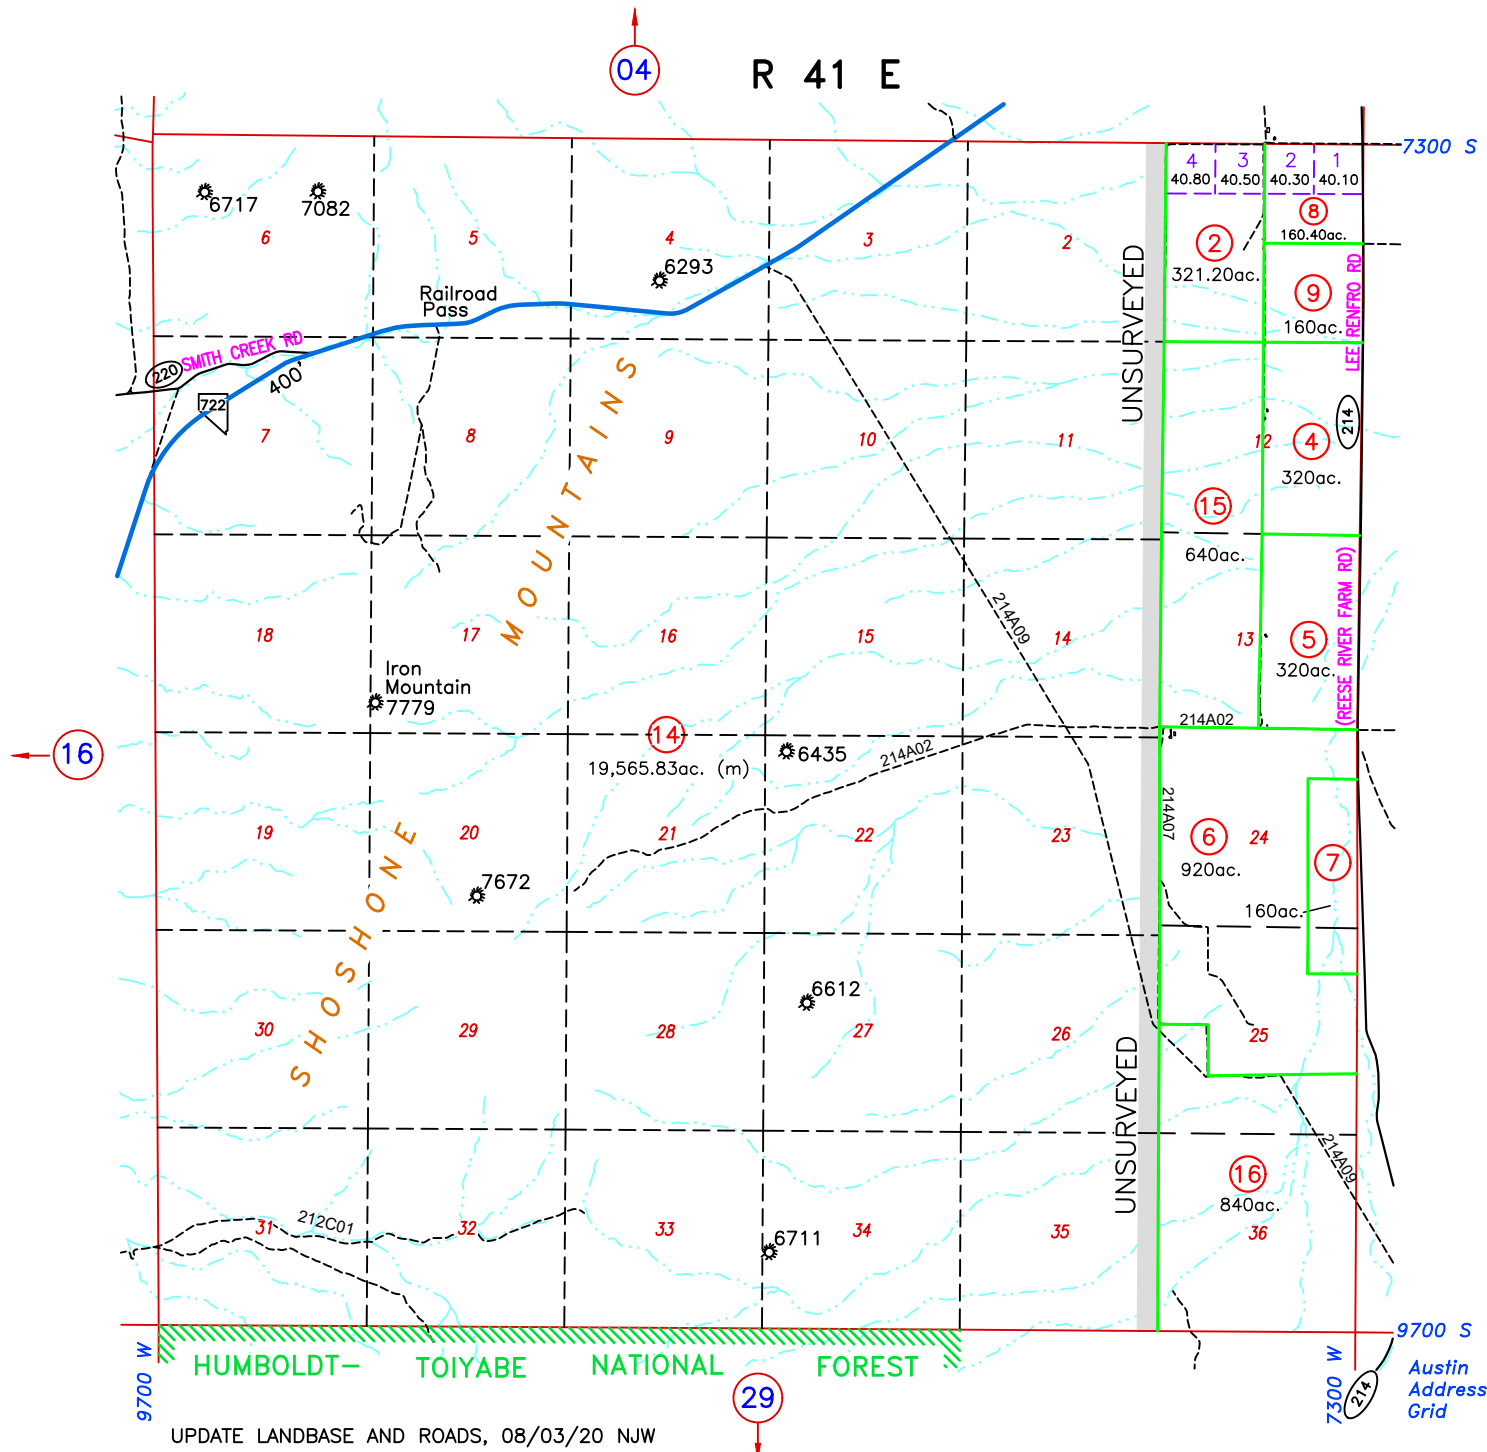 04
R 41 E
7300 S
4 3 2 1
40.80 40.50 40.30 40.10
6717
7082
8
160.40ac.
6 5 4 3 2
2
321.20ac.
6293
UNSURVEYED
9
160ac.
LEE RENFRO RD
Railroad
Pass
SMITH CREEK RD
220
400'
722
214
7 8 9 10 11 12
4
320ac.
MOUNTAINS
15
640ac.
214A09
(REESE RIVER FARM RD)
18 17 16 15 14 13
5
320ac.
Iron
Mountain
7779
214A02
14
19,565.83ac. (m)
6435
214A02
16
214A07
19 20 21 22 23 24
6
920ac.
7
160ac.
7672
SHOSHONE
6612
30 29 28 27 26 25
UNSURVEYED
214A09
16
840ac.
212C01
31 32 33 34 35 36
6711
9700 S
HUMBOLDT- TOIYABE NATIONAL FOREST
9700 W
7300 W
214
Austin
Address
Grid
29
UPDATE LANDBASE AND ROADS, 08/03/20 NJW